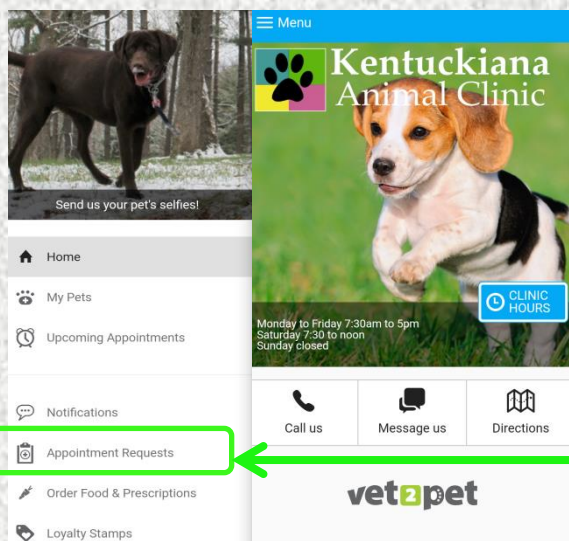 Send us your pet's selfies!
Home
My Pets
Upcoming Appointments
Notifications
Appointment Requests
Order Food & Prescriptions
Loyalty Stamps
Menu
Kentuckiana
Animal Clinic
CLINIC
HOURS
Monday to Friday 7:30am to 5pm
Saturday 7:30 to noon
Sunday closed
Call us
Message us
Directions
vet2pet